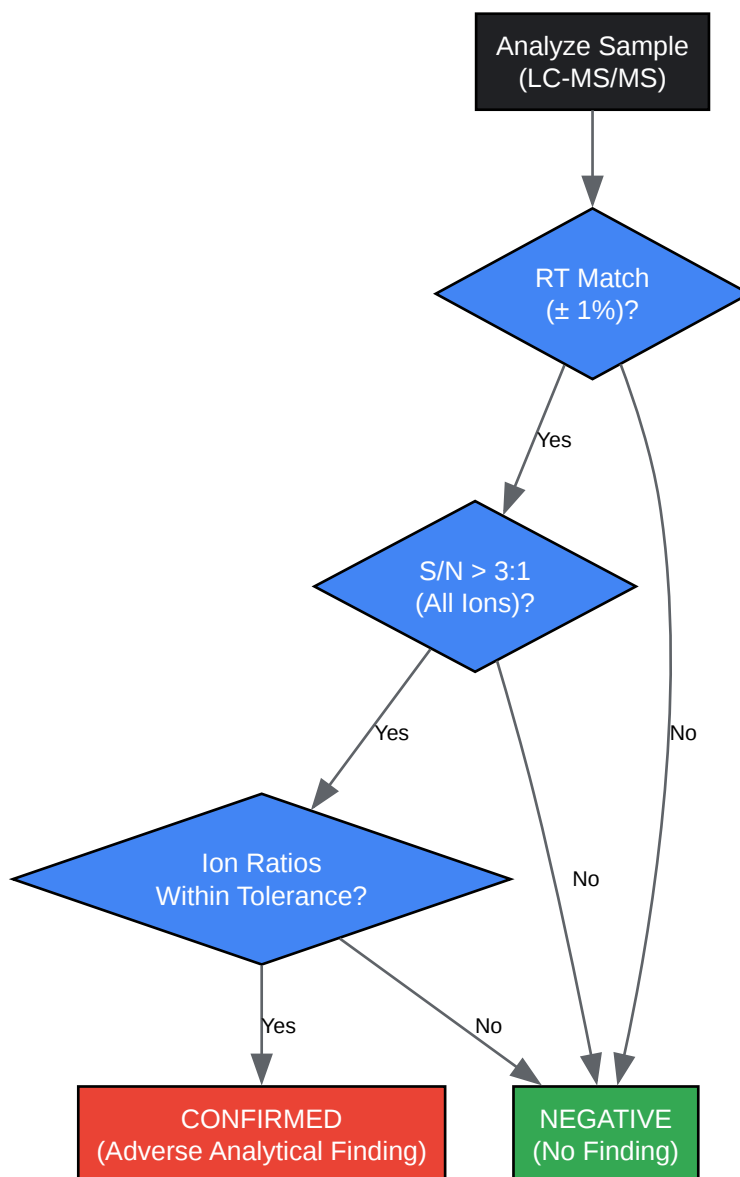 Analyze Sample
(LC-MS/MS)
RT Match
(± 1%)?
Yes
S/N > 3:1
(All Ions)?
Yes
No
Ion Ratios
Within Tolerance?
No
Yes
No
CONFIRMED
(Adverse Analytical Finding)
NEGATIVE
(No Finding)